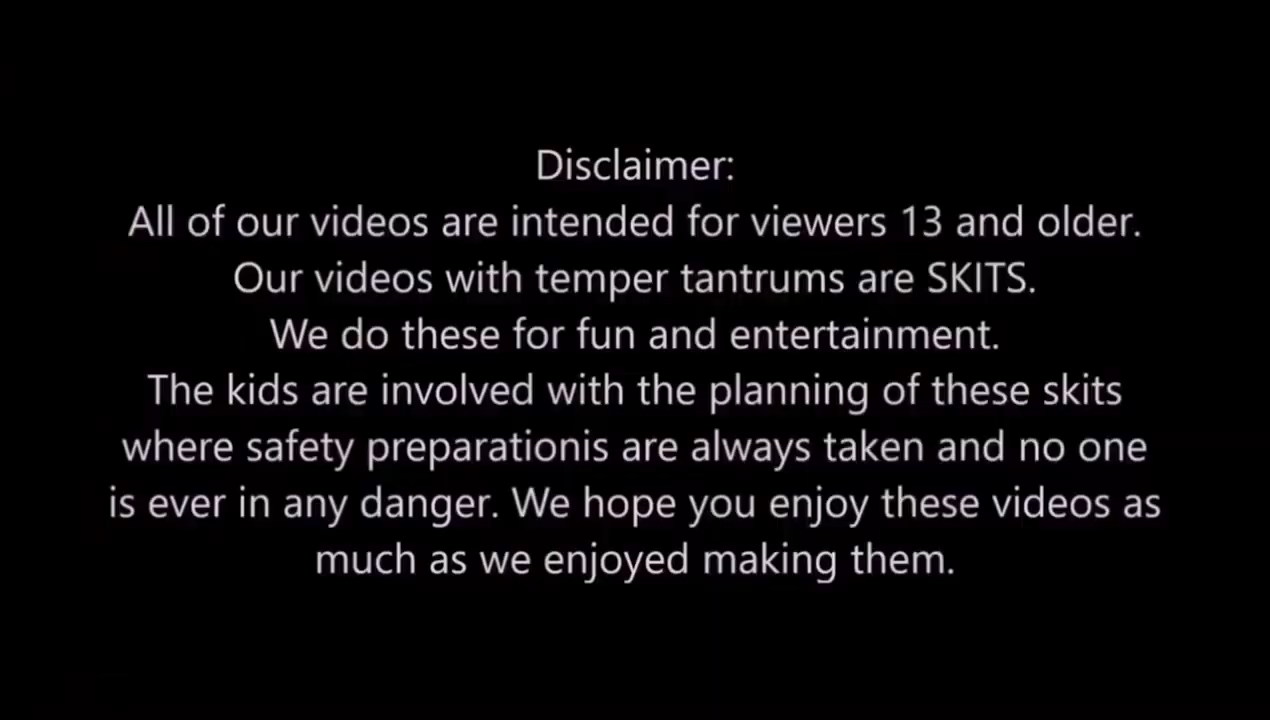 Disclaimer:
All of our videos are intended for viewers 13 and older.
Our videos with temper tantrums are SKITS.
We do these for fun and entertainment.
The kids are involved with the planning of these skits
where safety preparationis are always taken and no one
is ever in any danger. We hope you enjoy these videos as
much as we enjoyed making them.